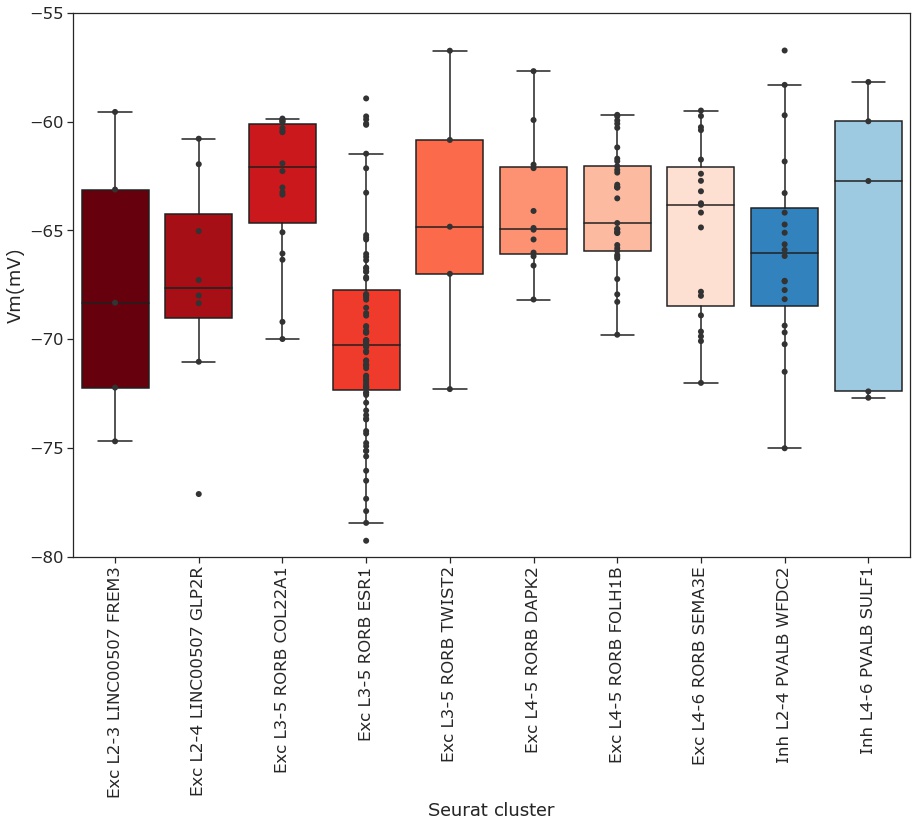 −55
−60
−65
−70
−75
−80
Vm(mV)
Exc L2-3 LINC00507 FREM3
Exc L2-4 LINC00507 GLP2R
Exc L3-5 RORB COL22A1
Exc L3-5 RORB ESR1
Exc L3-5 RORB TWIST2
Exc L4-5 RORB DAPK2
Exc L4-5 RORB FOLH1B
Exc L4-6 RORB SEMA3E
Inh L2-4 PVALB WFDC2
Inh L4-6 PVALB SULF1
Seurat cluster